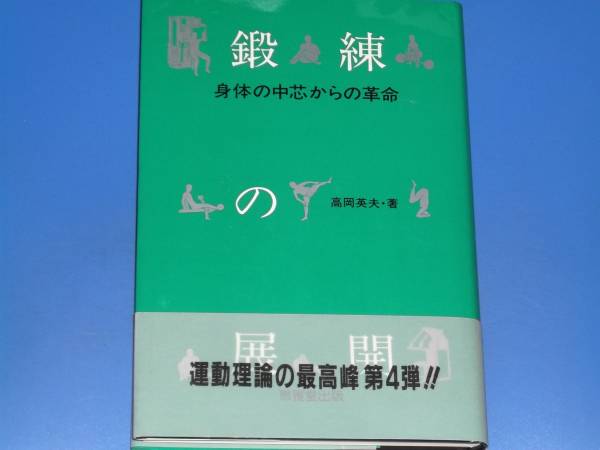 鍛練
身体の中芯からの革命
の
高岡英夫・著
展開
運動理論の最高峰 第4弾!!
恵雅堂出版